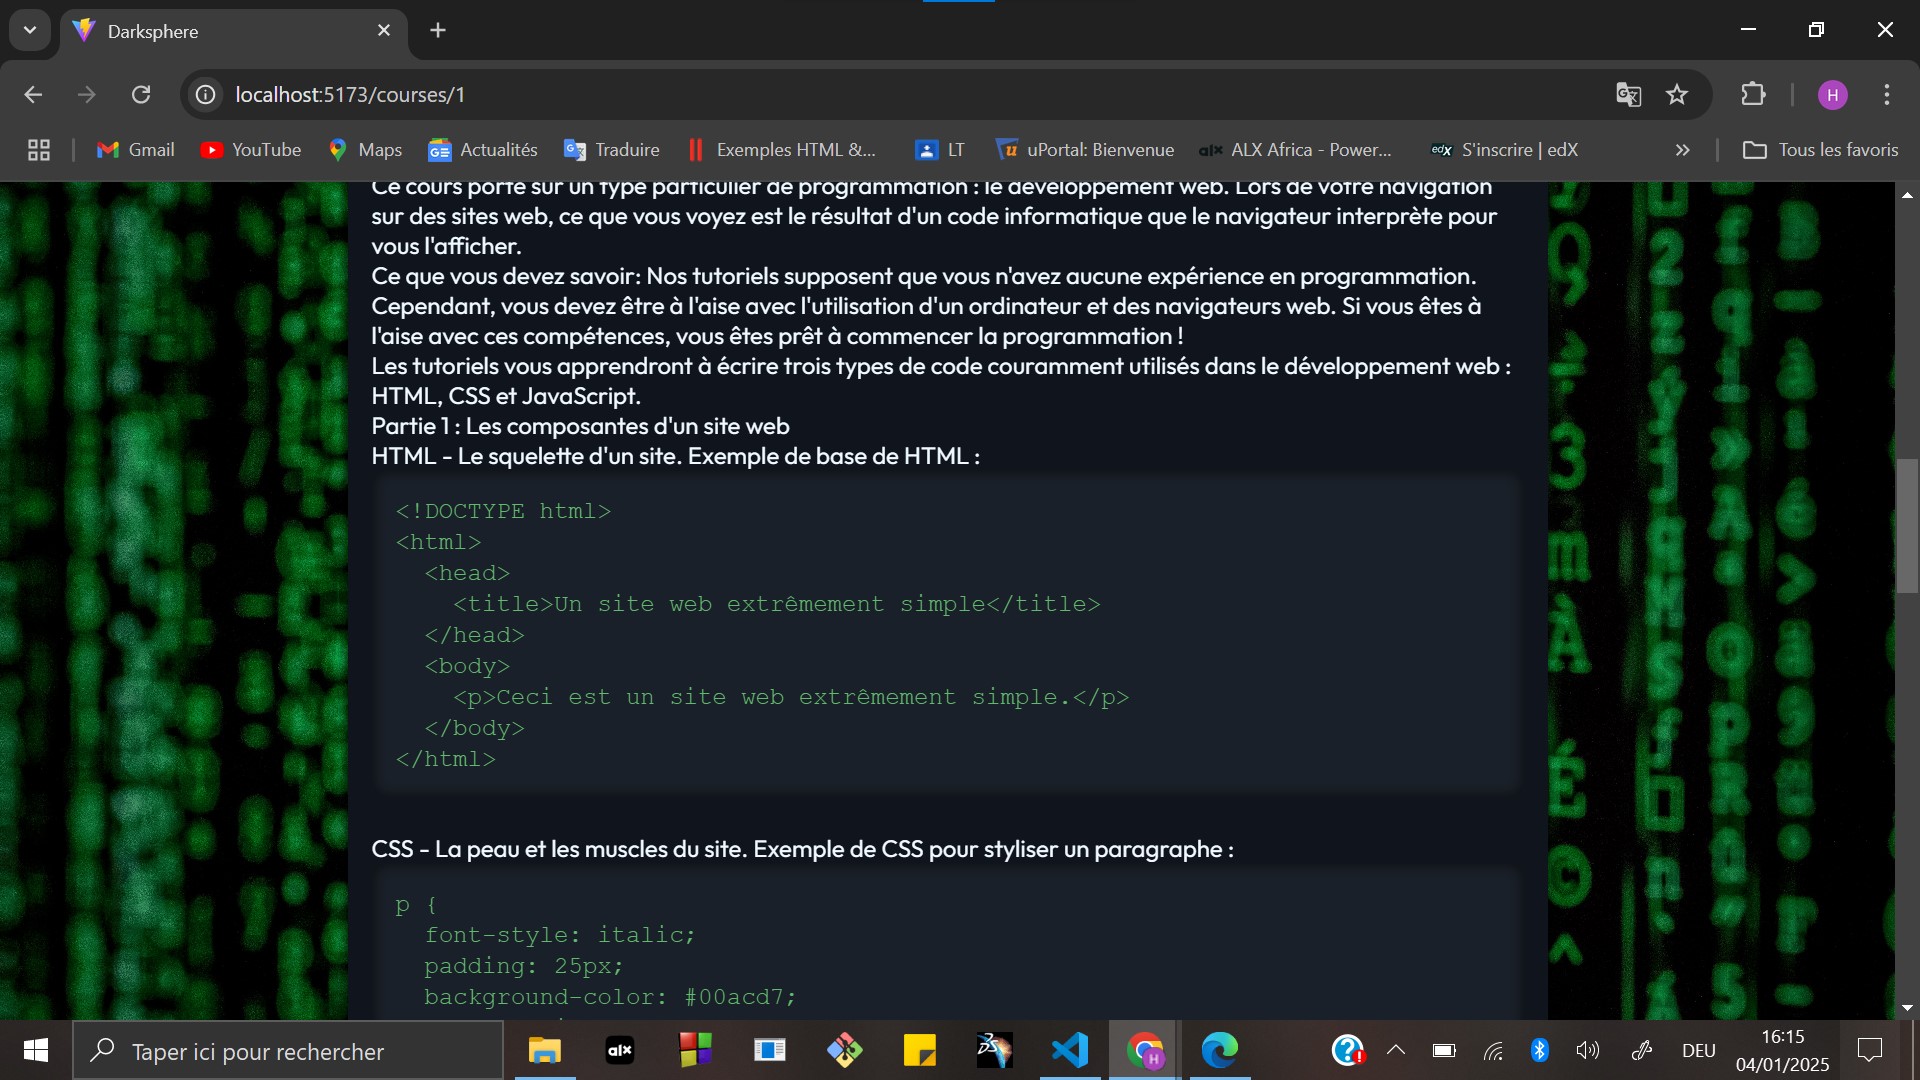 Darksphere
localhost:5173/courses/1
H
Gmail YouTube Maps Actualités Traduire Exemples HTML &... LT uPortal: Bienvenue ALX Africa - Power... S'inscrire | edX Tous les favoris
Ce cours porte sur un type particulier de programmation : le développement web. Lors de votre navigation
sur des sites web, ce que vous voyez est le résultat d'un code informatique que le navigateur interprète pour
vous l'afficher.
Ce que vous devez savoir: Nos tutoriels supposent que vous n'avez aucune expérience en programmation.
Cependant, vous devez être à l'aise avec l'utilisation d'un ordinateur et des navigateurs web. Si vous êtes à
l'aise avec ces compétences, vous êtes prêt à commencer la programmation !
Les tutoriels vous apprendront à écrire trois types de code couramment utilisés dans le développement web :
HTML, CSS et JavaScript.
Partie 1 : Les composantes d'un site web
HTML - Le squelette d'un site. Exemple de base de HTML :
<!DOCTYPE html>
<html>
<head>
<title>Un site web extrêmement simple</title>
</head>
<body>
<p>Ceci est un site web extrêmement simple.</p>
</body>
</html>
CSS - La peau et les muscles du site. Exemple de CSS pour styliser un paragraphe :
p {
font-style: italic;
padding: 25px;
background-color: #00acd7;
Taper ici pour rechercher
alx
DEU
16:15
04/01/2025